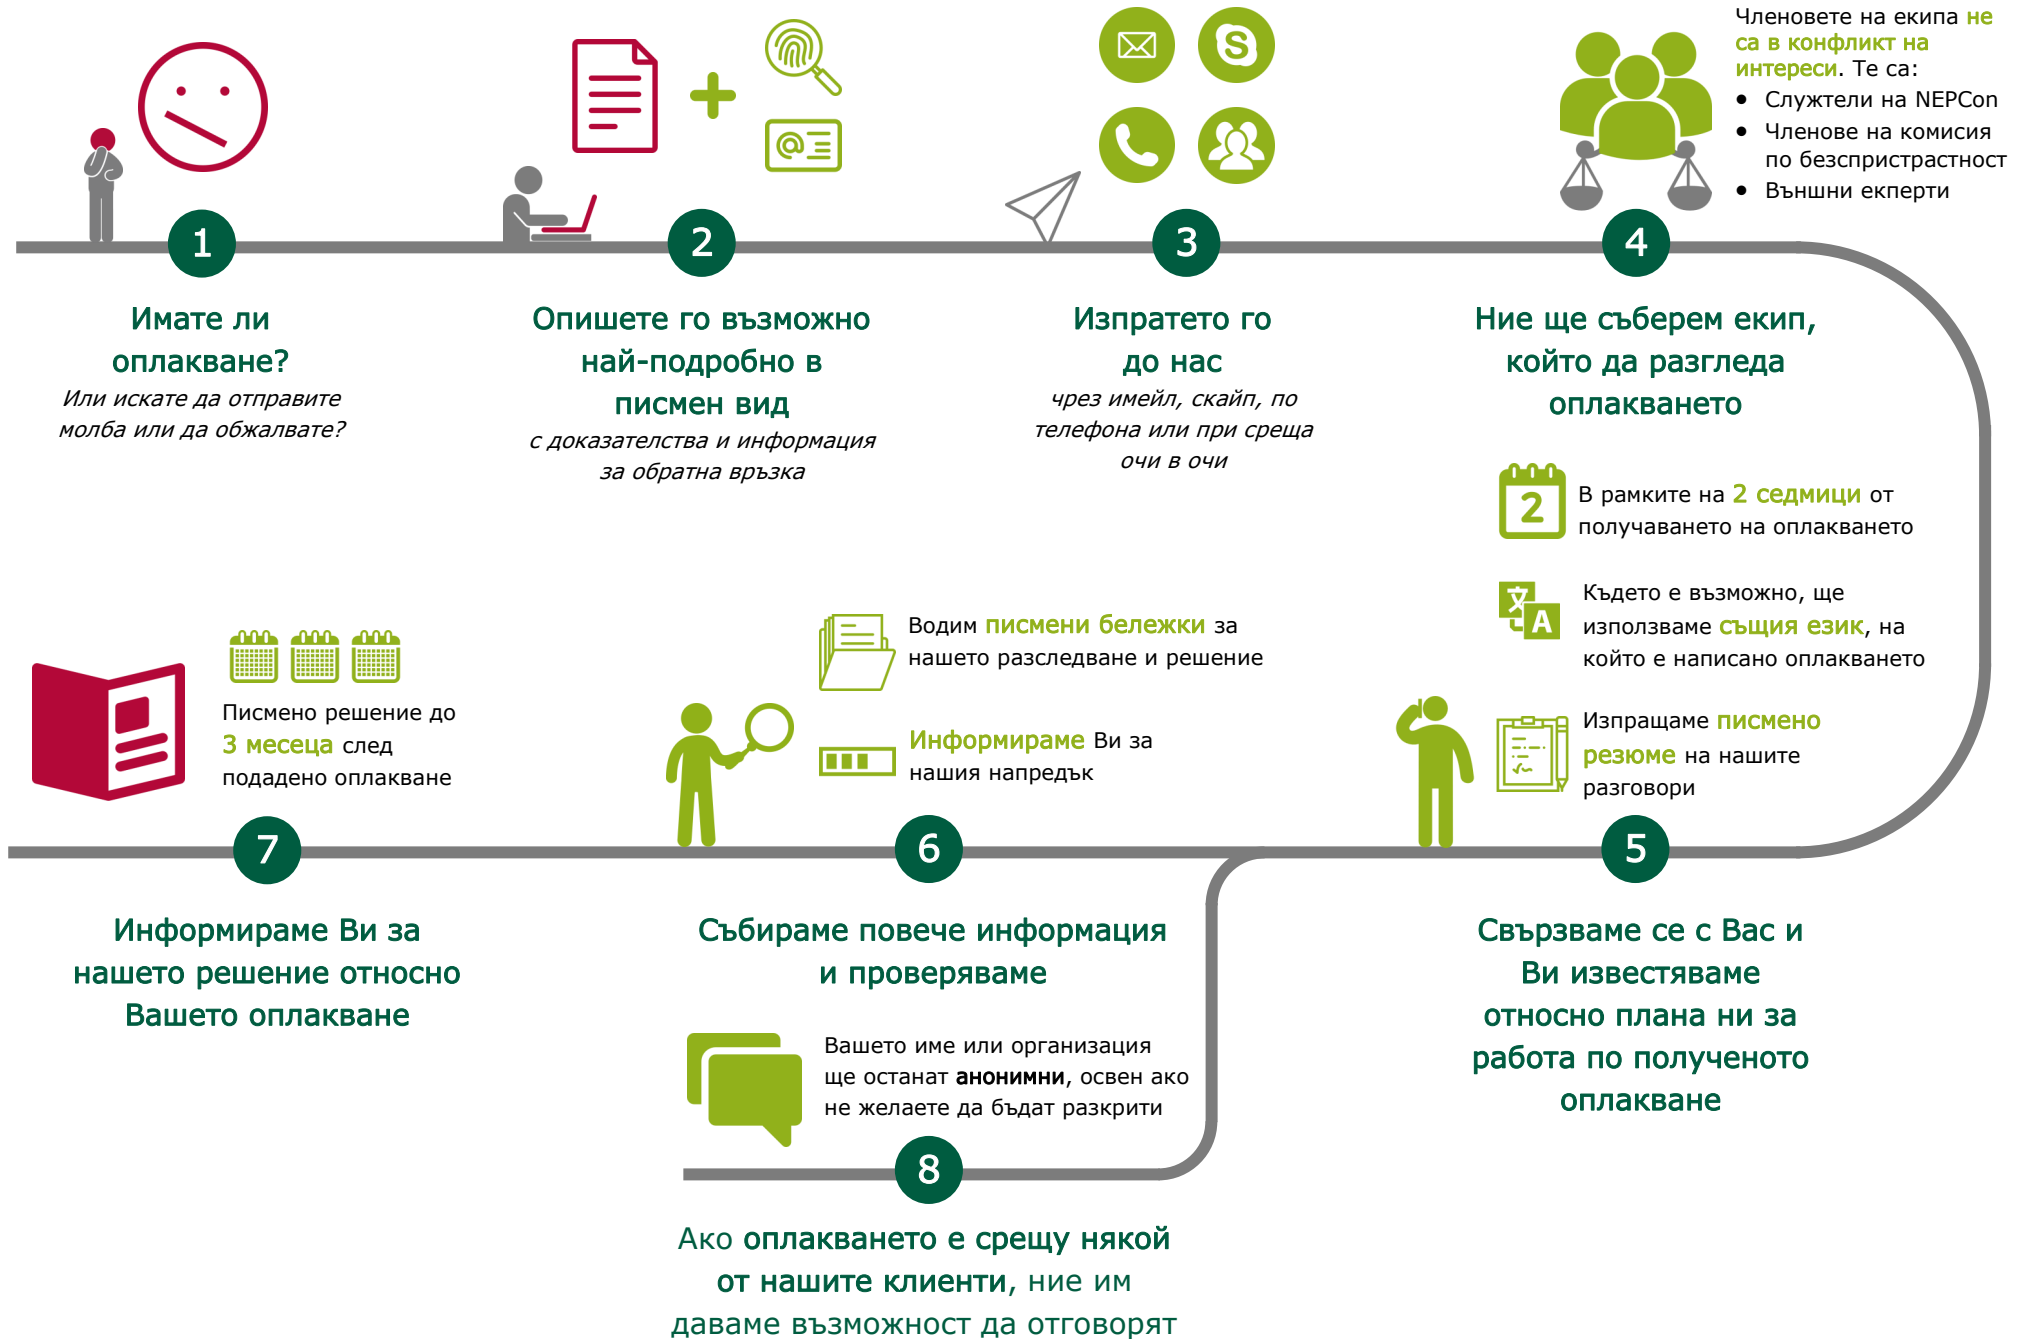 1
Имате ли
оплакване?
Или искате да отправите
молба или да обжалвате?
2
Опишете го възможно
най-подробно в
писмен вид
с доказателства и информация
за обратна връзка
3
Изпратето го
до нас
чрез имейл, скайп, по
телефона или при среща
очи в очи
Членовете на екипа не
са в конфликт на
интереси. Те са:
• Служтели на NEPCon
• Членове на комисия
по безспристрастност
• Външни екперти
4
Ние ще съберем екип,
който да разгледа
оплакването
2
В рамките на 2 седмици от
получаването на оплакването
Където е възможно, ще
използваме същия език, на
който е написано оплакването
Изпращаме писмено
резюме на нашите
разговори
5
Свързваме се с Вас и
Ви известяваме
относно плана ни за
работа по полученото
оплакване
Водим писмени бележки за
нашето разследване и решение
Информираме Ви за
нашия напредък
6
Събираме повече информация
и проверяваме
Писмено решение до
3 месеца след
подадено оплакване
7
Информираме Ви за
нашето решение относно
Вашето оплакване
Вашето име или организация
ще останат анонимни, освен ако
не желаете да бъдат разкрити
8
Ако оплакването е срещу някой
от нашите клиенти, ние им
даваме възможност да отговорят